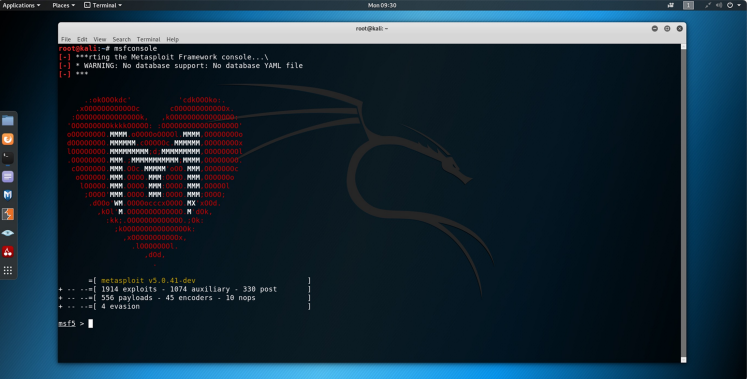 Applications Places Terminal Mon 09:30 1
root@kali: ~
File Edit View Search Terminal Help
root@kali:~# msfconsole
[-] ***rting the Metasploit Framework console...\
[-] * WARNING: No database support: No database YAML file
[-] ***
=[ metasploit v5.0.41-dev ]
+ -- --=[ 1914 exploits - 1074 auxiliary - 330 post ]
+ -- --=[ 556 payloads - 45 encoders - 10 nops ]
+ -- --=[ 4 evasion ]
msf5 >